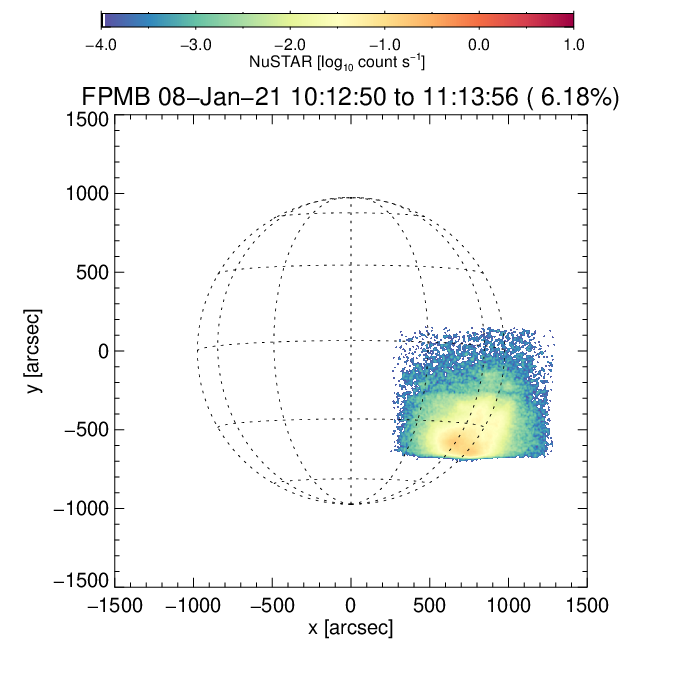 −4.0 −3.0 −2.0 −1.0 0.0 1.0
NuSTAR [log₁₀ count s⁻¹]
FPMB 08−Jan−21 10:12:50 to 11:13:56 ( 6.18%)
1500
1000
500
0
−500
−1000
−1500
y [arcsec]
−1500 −1000 −500 0 500 1000 1500
x [arcsec]